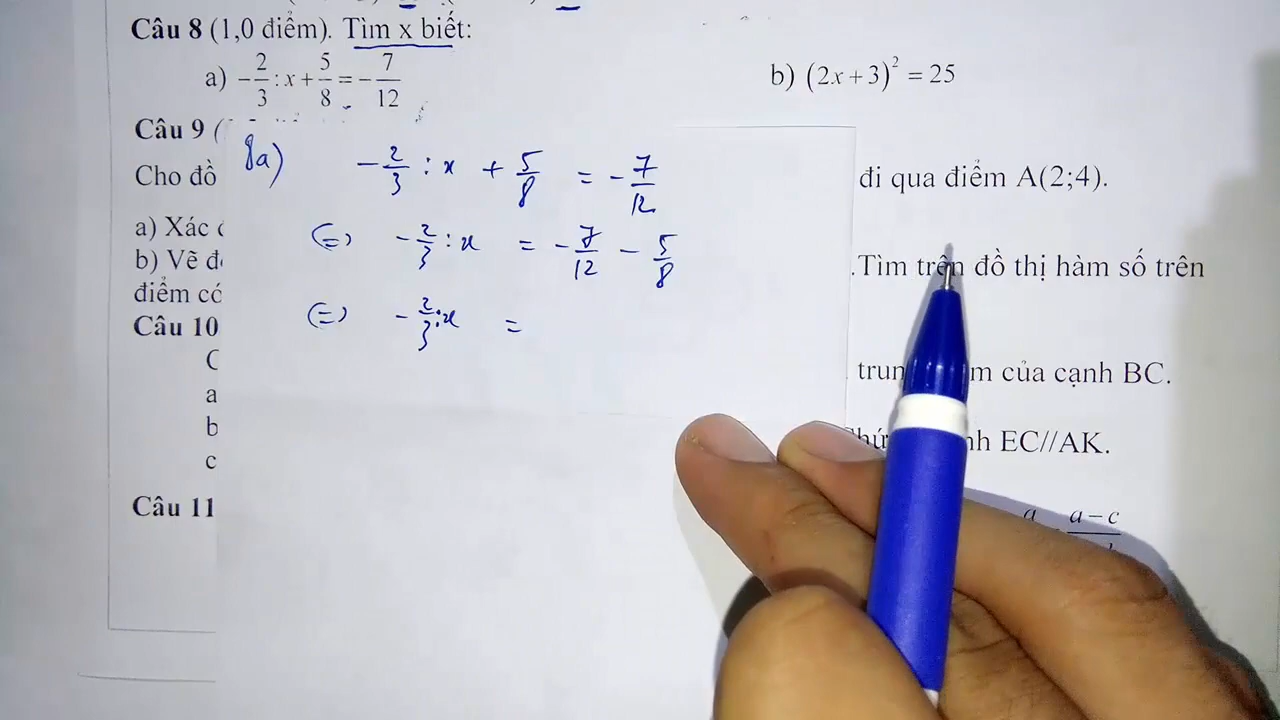 Câu 8 (1,0 điểm). Tìm x biết:
a) -2/3 : x + 5/8 = -7/12
b) (2x + 3)² = 25
Câu 9 (
8a) -2/3 : x + 5/8 = -7/12
Cho đồ
đi qua điểm A(2;4).
a) Xác
(=) -2/3 : x = -7/12 - 5/8
b) Vẽ
.Tìm trên đồ thị hàm số trên
điểm có
(=) -2/3 : x =
Câu 10
của cạnh BC.
a
b
EC//AK.
c
Câu 11
a a-c